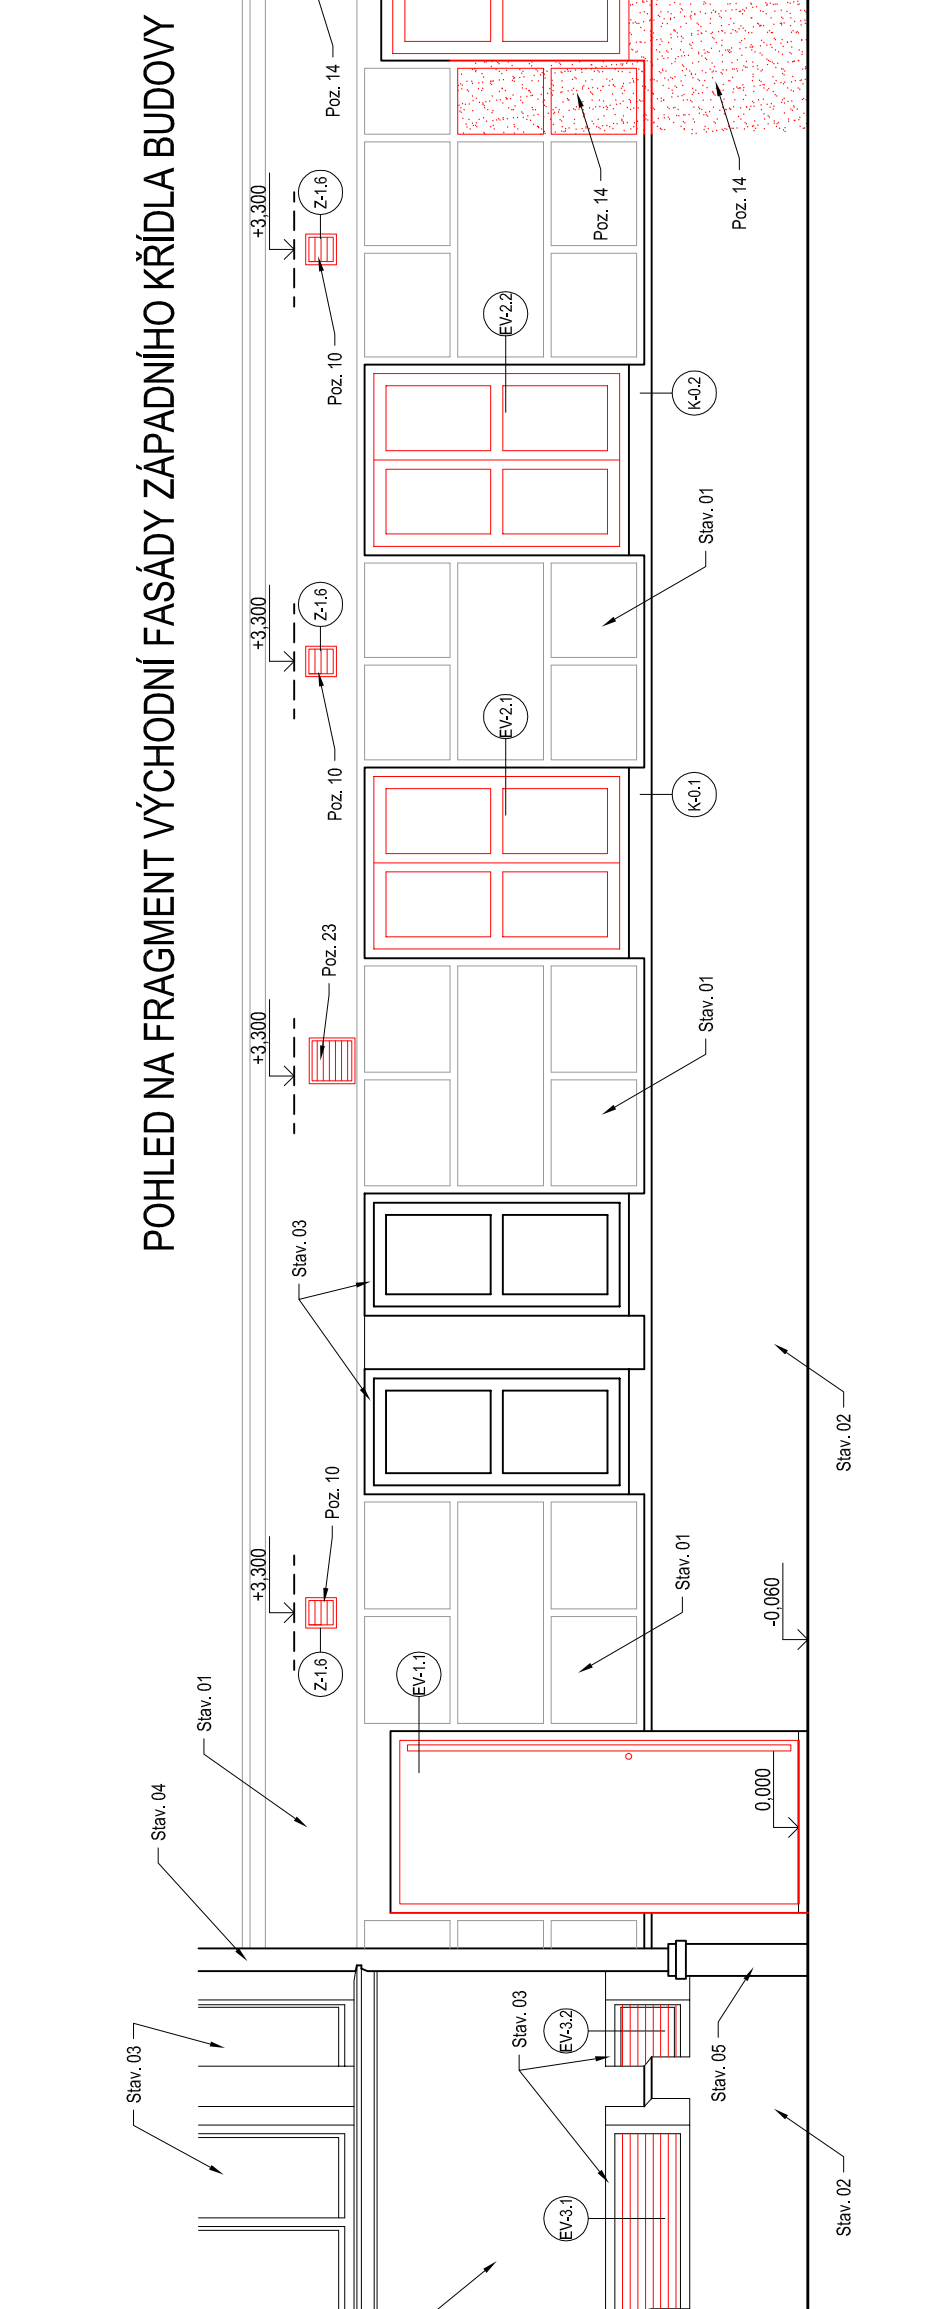 POHLED NA FRAGMENT VÝCHODNÍ FASÁDY ZÁPADNÍHO KŘÍDLA BUDOVY
Stav. 03
Stav. 04
Stav. 01
+3,300
Z-1.6
Poz. 10
Stav. 03
+3,300
Poz. 23
+3,300
Z-1.6
Poz. 10
+3,300
Z-1.6
Poz. 10
Poz. 14
EV-1.1
EV-2.1
EV-2.2
Poz. 14
Stav. 03
EV-3.1
EV-3.2
Stav. 01
Stav. 01
K-0.1
Stav. 01
K-0.2
Poz. 14
Stav. 05
0,000
-0,060
Stav. 02
Stav. 02